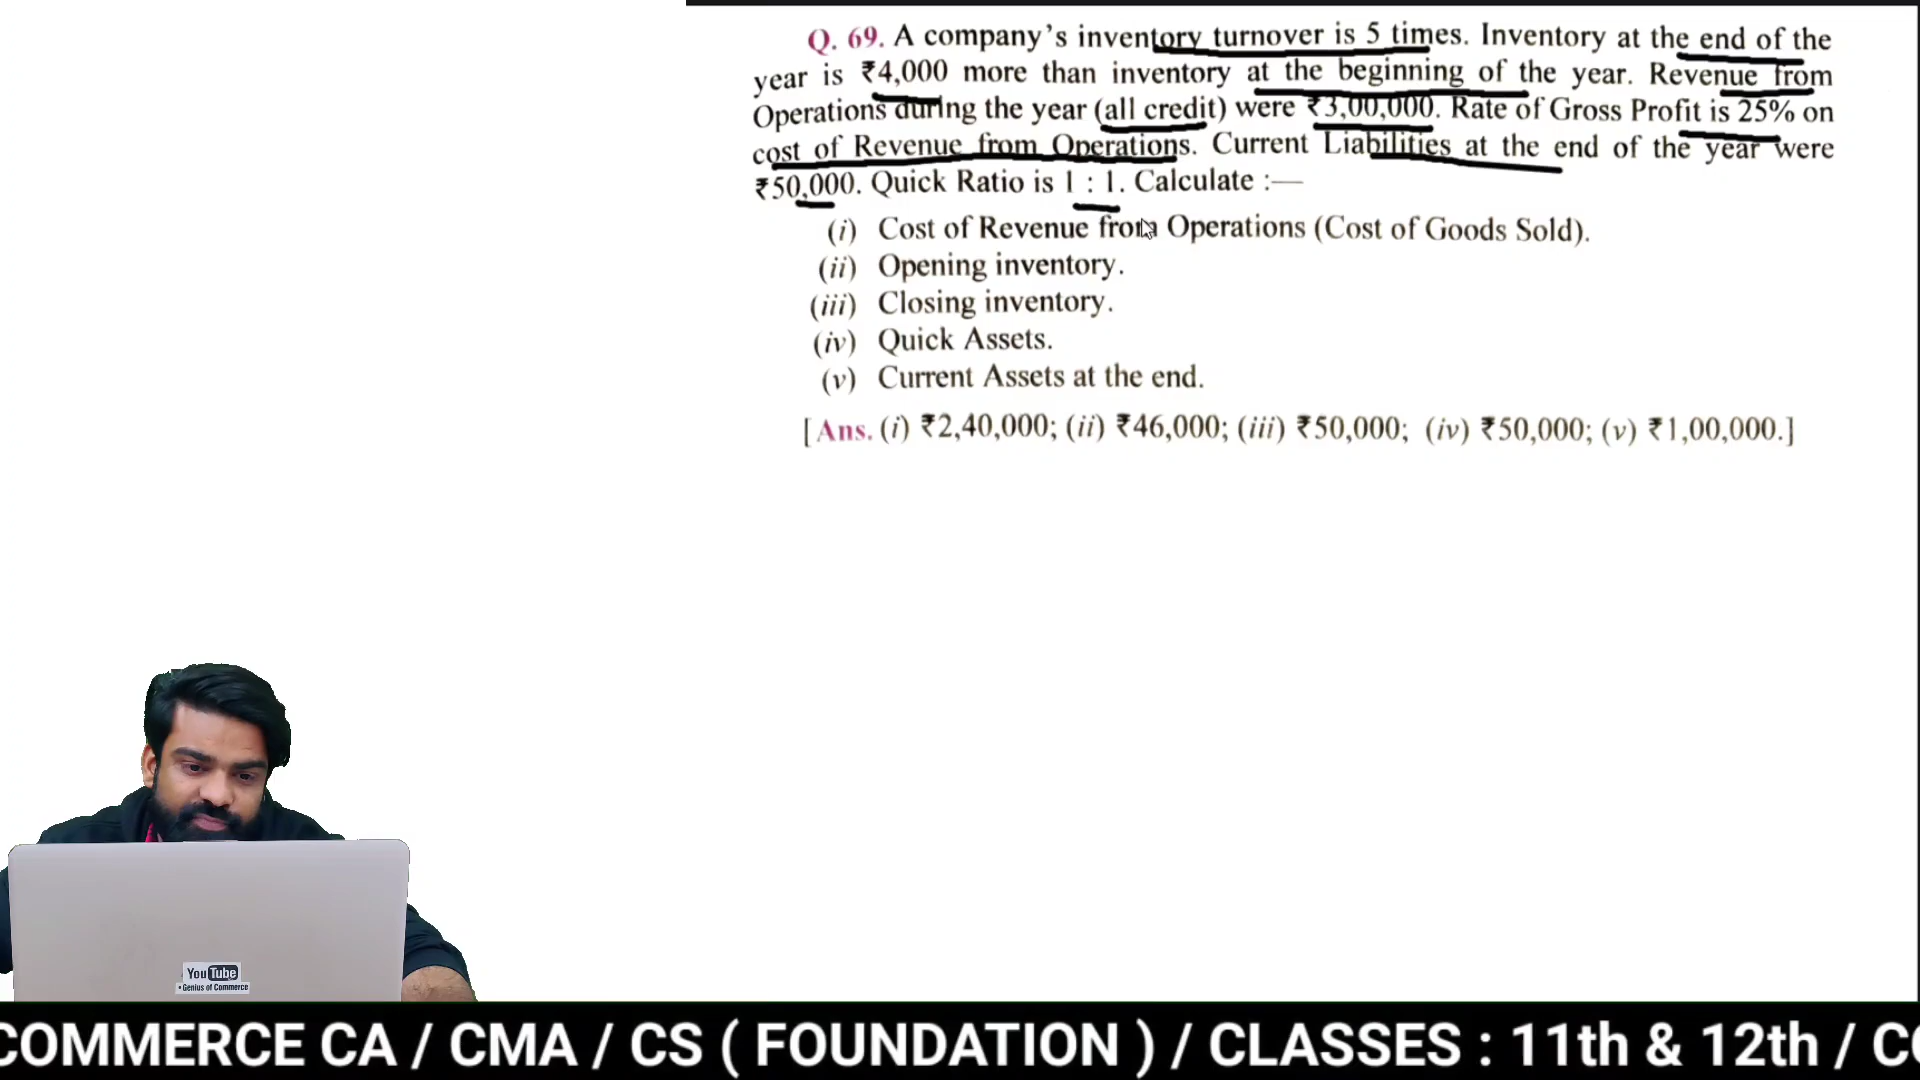 Q. 69. A company's inventory turnover is 5 times. Inventory at the end of the
year is ₹4,000 more than inventory at the beginning of the year. Revenue from
Operations during the year (all credit) were ₹3,00,000. Rate of Gross Profit is 25% on
cost of Revenue from Operations. Current Liabilities at the end of the year were
₹50,000. Quick Ratio is 1 : 1. Calculate :—
(i) Cost of Revenue from Operations (Cost of Goods Sold).
(ii) Opening inventory.
(iii) Closing inventory.
(iv) Quick Assets.
(v) Current Assets at the end.
[Ans. (i) ₹2,40,000; (ii) ₹46,000; (iii) ₹50,000; (iv) ₹50,000; (v) ₹1,00,000.]
YouTube
• Genius of Commerce
COMMERCE CA / CMA / CS ( FOUNDATION ) / CLASSES : 11th & 12th / CO